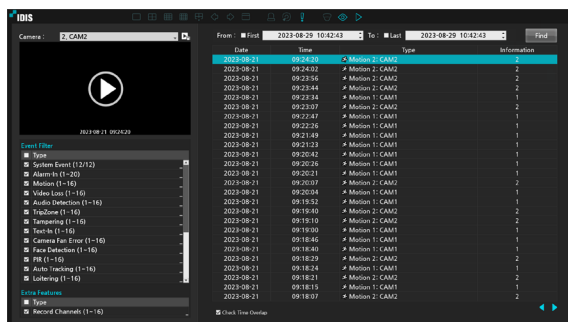 IDIS
Camera : 2, CAM2
From : First 2023-08-29 10:42:43 To : Last 2023-08-29 10:42:43 Find
Date Time Type Information
2023-08-21 09:24:20 Motion 2: CAM2 2
2023-08-21 09:24:02 Motion 2: CAM2 2
2023-08-21 09:23:56 Motion 2: CAM2 2
2023-08-21 09:23:44 Motion 2: CAM2 2
2023-08-21 09:23:34 Motion 1: CAM1 1
2023-08-21 09:23:07 Motion 2: CAM2 2
2023-08-21 09:22:47 Motion 1: CAM1 1
2023-08-21 09:22:26 Motion 1: CAM1 1
2023-08-21 09:21:49 Motion 1: CAM1 1
2023-08-21 09:21:23 Motion 1: CAM1 1
2023-08-21 09:20:42 Motion 1: CAM1 1
2023-08-21 09:20:26 Motion 1: CAM1 1
2023-08-21 09:20:21 Motion 1: CAM1 1
2023-08-21 09:20:07 Motion 2: CAM2 2
2023-08-21 09:20:04 Motion 1: CAM1 1
2023-08-21 09:19:52 Motion 1: CAM1 1
2023-08-21 09:19:40 Motion 2: CAM2 2
2023-08-21 09:19:10 Motion 2: CAM2 2
2023-08-21 09:19:00 Motion 1: CAM1 1
2023-08-21 09:18:46 Motion 1: CAM1 1
2023-08-21 09:18:40 Motion 1: CAM1 1
2023-08-21 09:18:29 Motion 2: CAM2 2
2023-08-21 09:18:24 Motion 1: CAM1 1
2023-08-21 09:18:21 Motion 2: CAM2 2
2023-08-21 09:18:15 Motion 1: CAM1 1
2023-08-21 09:18:07 Motion 2: CAM2 2
2023-08-21 09:24:20
Event Filter
Type
System Event (12/12)
Alarm-In (1~20)
Motion (1~16)
Video Loss (1~16)
Audio Detection (1~16)
TripZone (1~16)
Tampering (1~16)
Text-In (1~16)
Camera Fan Error (1~16)
Face Detection (1~16)
PIR (1~16)
Auto Tracking (1~16)
Loitering (1~16)
Extra Features
Type
Record Channels (1~16)
Check Time Overlap